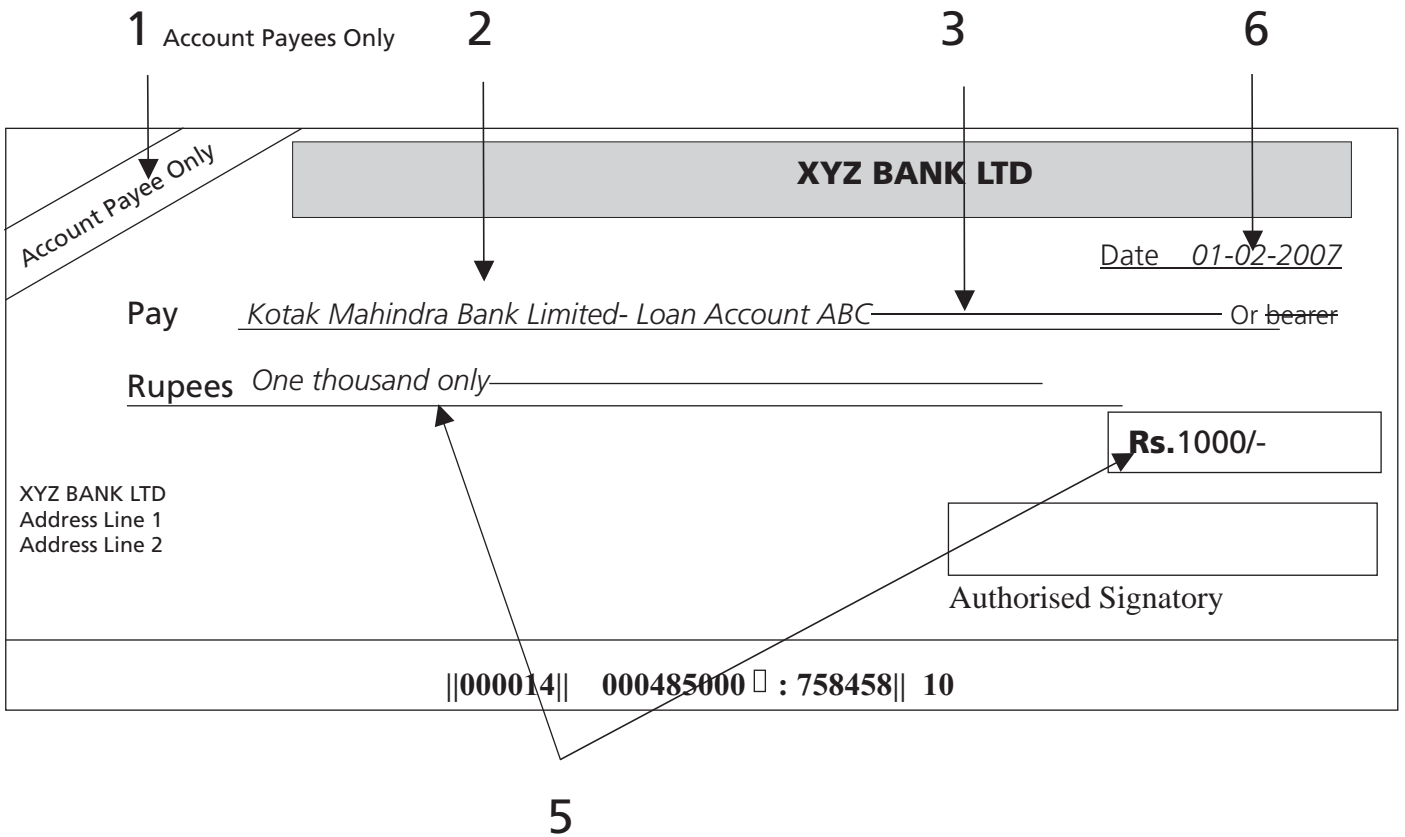 1 Account Payees Only 2 3 6
Account Payee Only
XYZ BANK LTD
Date 01-02-2007
Pay Kotak Mahindra Bank Limited- Loan Account ABC Or bearer
Rupees One thousand only
Rs.1000/-
XYZ BANK LTD
Address Line 1
Address Line 2
Authorised Signatory
||000014|| 000485000 : 758458|| 10
5